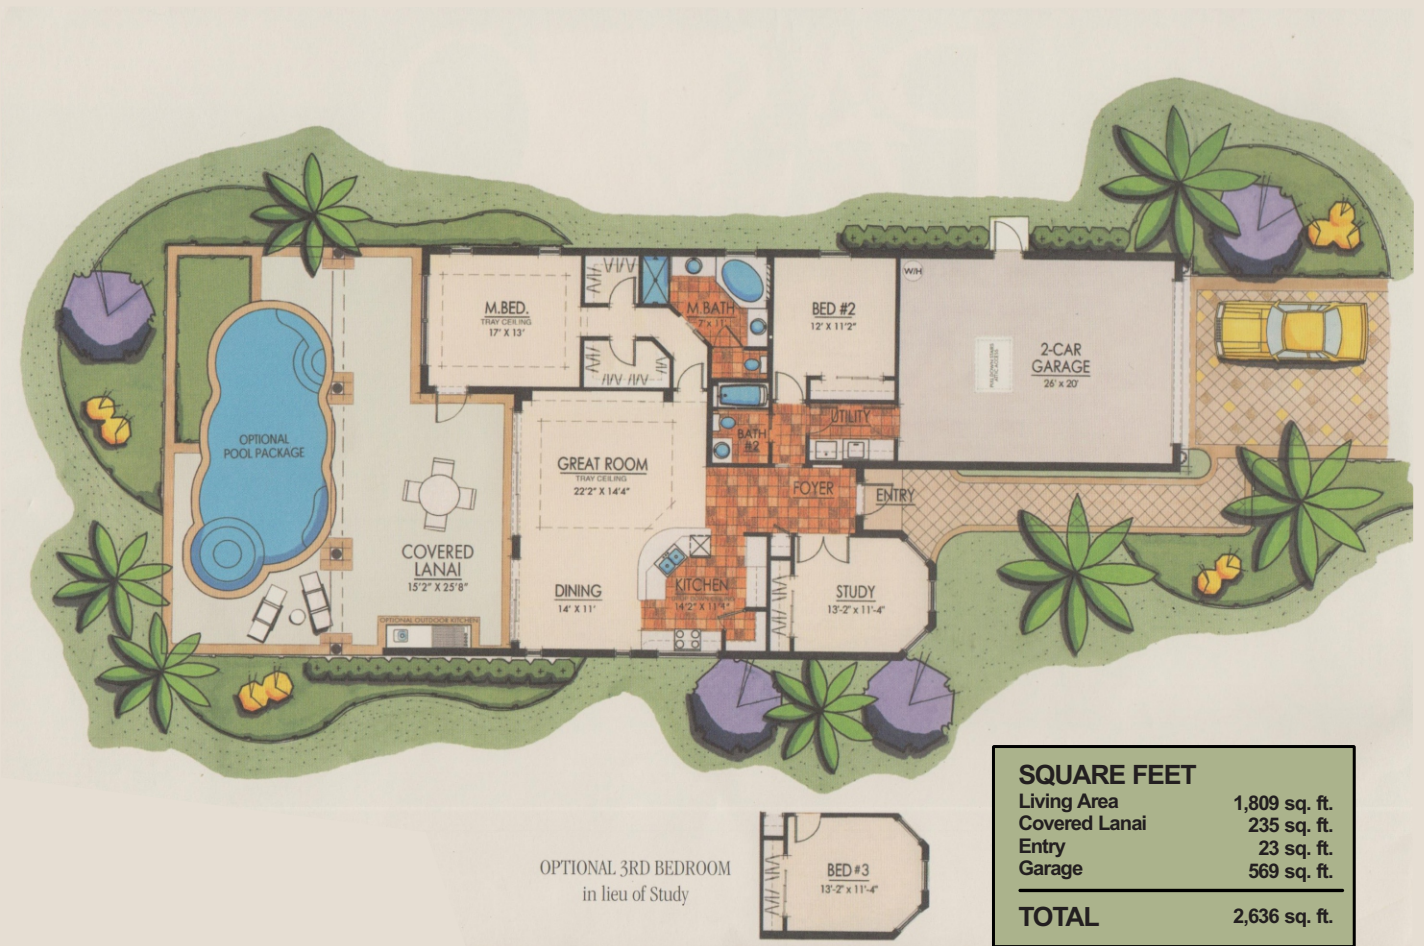 M.BED.
TRAY CEILING
17" X 13'
M.BATH
BED #2
12' X 11'2"
W/H
2-CAR
GARAGE
26' x 20'
OPTIONAL
POOL PACKAGE
UTILITY
BATH
#2
GREAT ROOM
TRAY CEILING
22'2" X 14'4"
FOYER
ENTRY
COVERED
LANAI
15'2" X 25'8"
DINING
14' X 11'
KITCHEN
14'2" X 11'4"
STUDY
13'-2" x 11'-4"
OPTIONAL OUTDOOR KITCHEN
OPTIONAL 3RD BEDROOM
in lieu of Study
BED #3
13'-2" x 11'-4"
SQUARE FEET
Living Area 1,809 sq. ft.
Covered Lanai 235 sq. ft.
Entry 23 sq. ft.
Garage 569 sq. ft.
TOTAL 2,636 sq. ft.